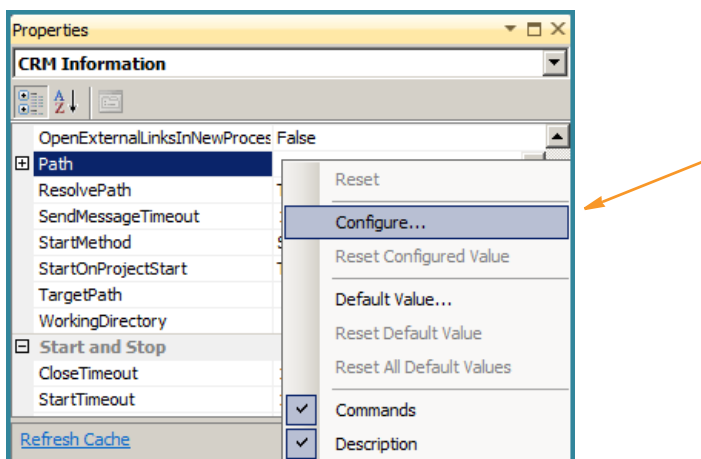 Properties
CRM Information
OpenExternalLinksInNewProces False
Path
ResolvePath
SendMessageTimeout
StartMethod
StartOnProjectStart
TargetPath
WorkingDirectory
Start and Stop
CloseTimeout
StartTimeout
Refresh Cache
Reset
Configure...
Reset Configured Value
Default Value...
Reset Default Value
Reset All Default Values
Commands
Description